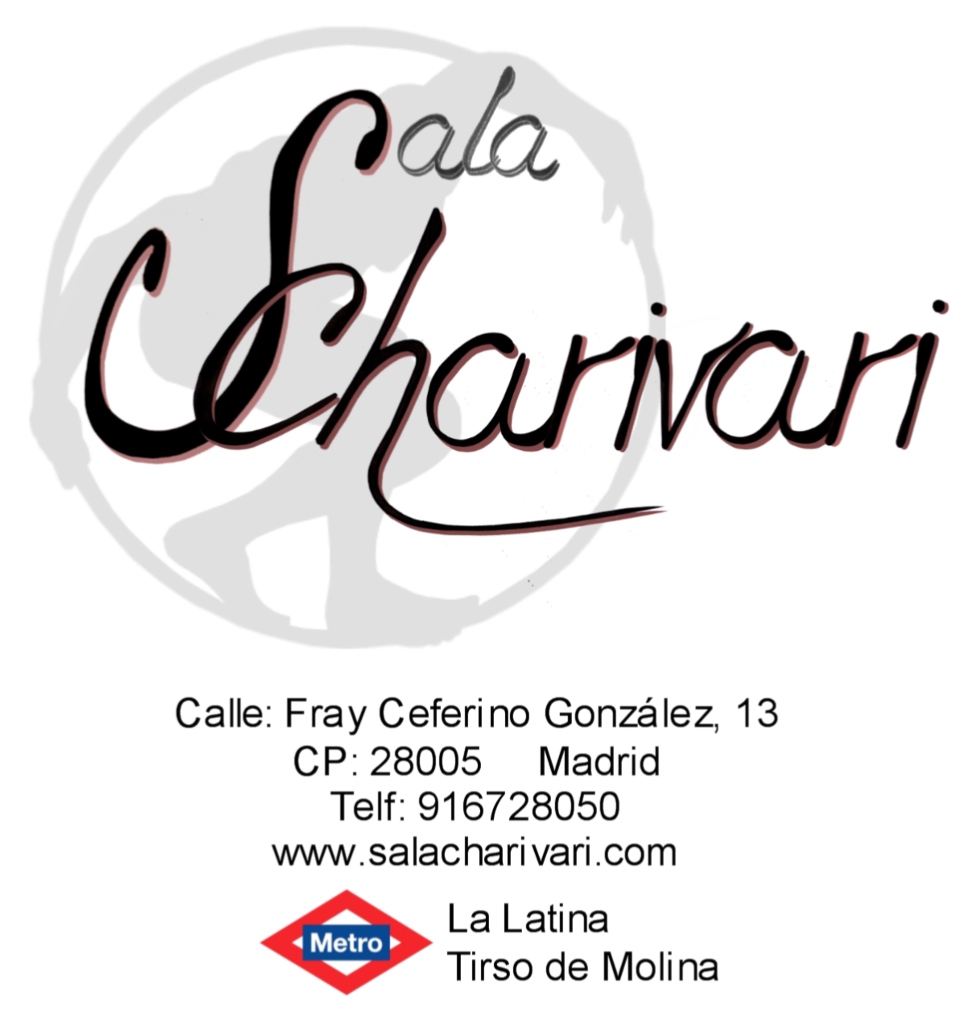 Sala
Charivari
Calle: Fray Ceferino González, 13
CP: 28005 Madrid
Telf: 916728050
www.salacharivari.com
Metro
La Latina
Tirso de Molina